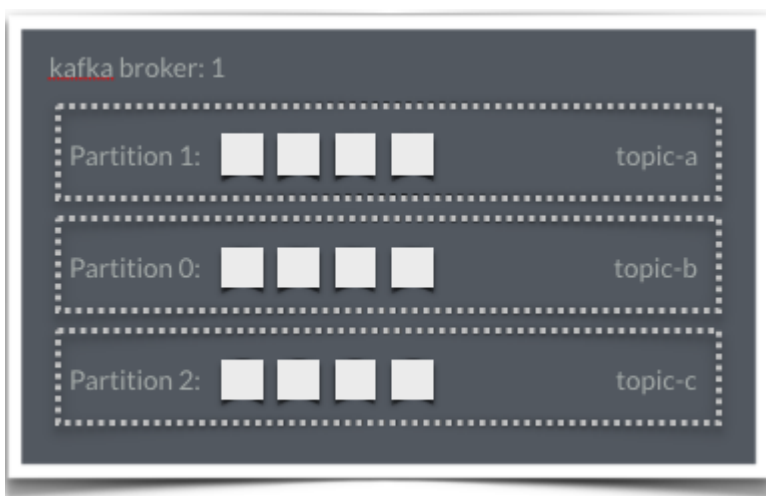 kafka broker: 1
Partition 1: topic-a
Partition 0: topic-b
Partition 2: topic-c